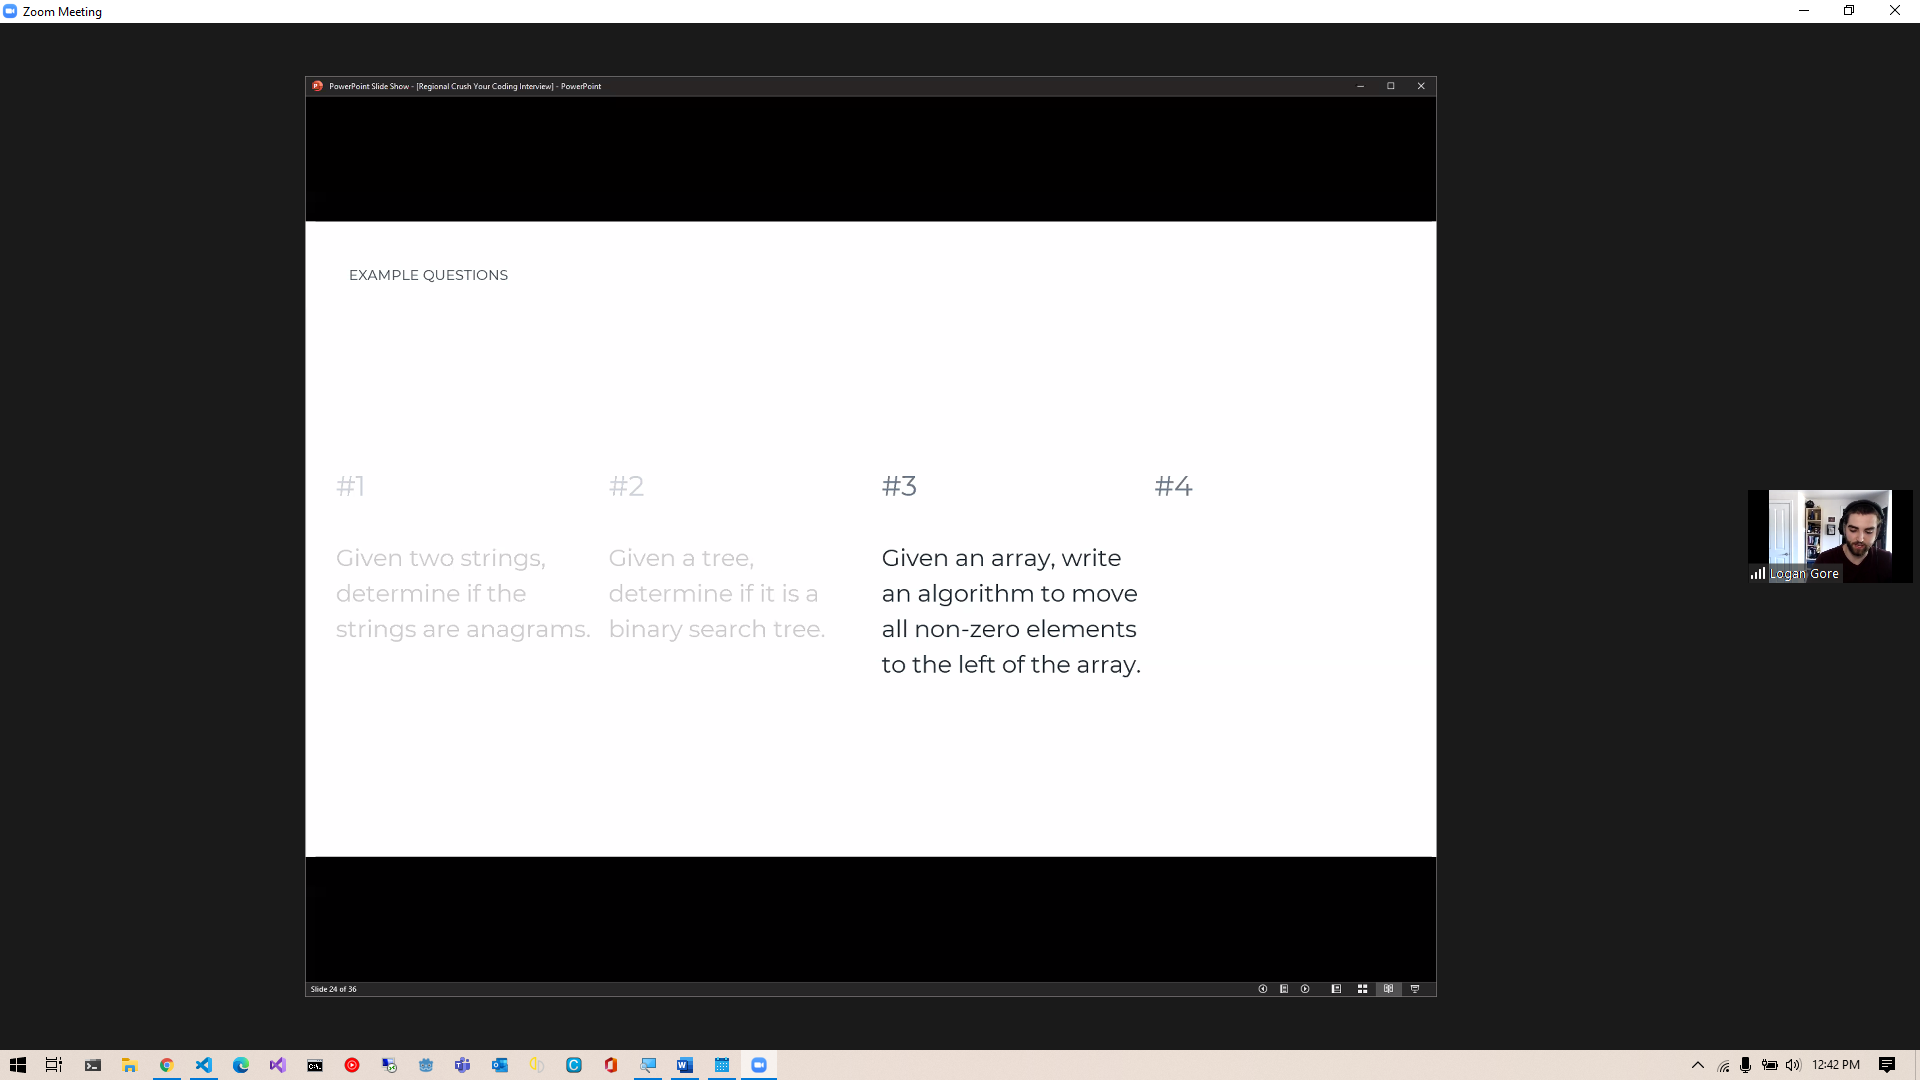 Zoom Meeting
PowerPoint Slide Show - [Regional Crush Your Coding Interview] - PowerPoint
EXAMPLE QUESTIONS
#1
Given two strings,
determine if the
strings are anagrams.
#2
Given a tree,
determine if it is a
binary search tree.
#3
Given an array, write
an algorithm to move
all non-zero elements
to the left of the array.
#4
Logan Gore
Slide 24 of 36
12:42 PM